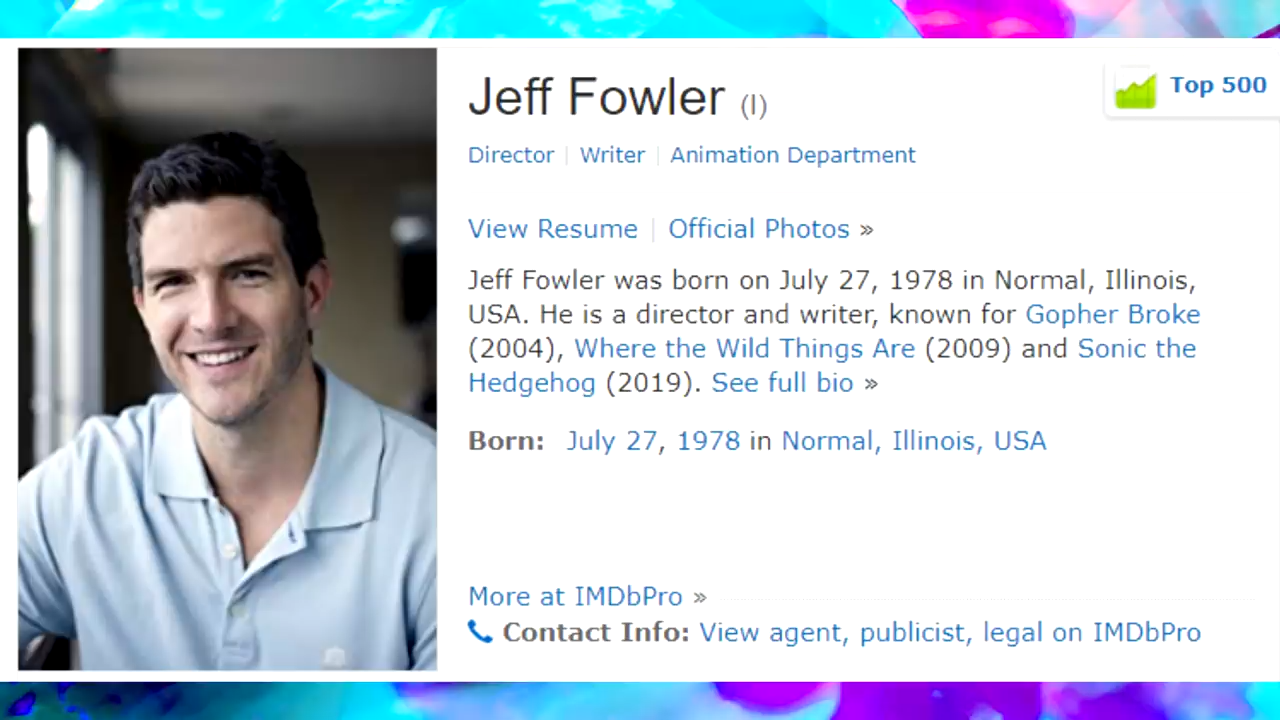 Jeff Fowler (I)
Top 500
Director | Writer | Animation Department
View Resume | Official Photos »
Jeff Fowler was born on July 27, 1978 in Normal, Illinois,
USA. He is a director and writer, known for Gopher Broke
(2004), Where the Wild Things Are (2009) and Sonic the
Hedgehog (2019). See full bio »
Born: July 27, 1978 in Normal, Illinois, USA
More at IMDbPro »
Contact Info: View agent, publicist, legal on IMDbPro